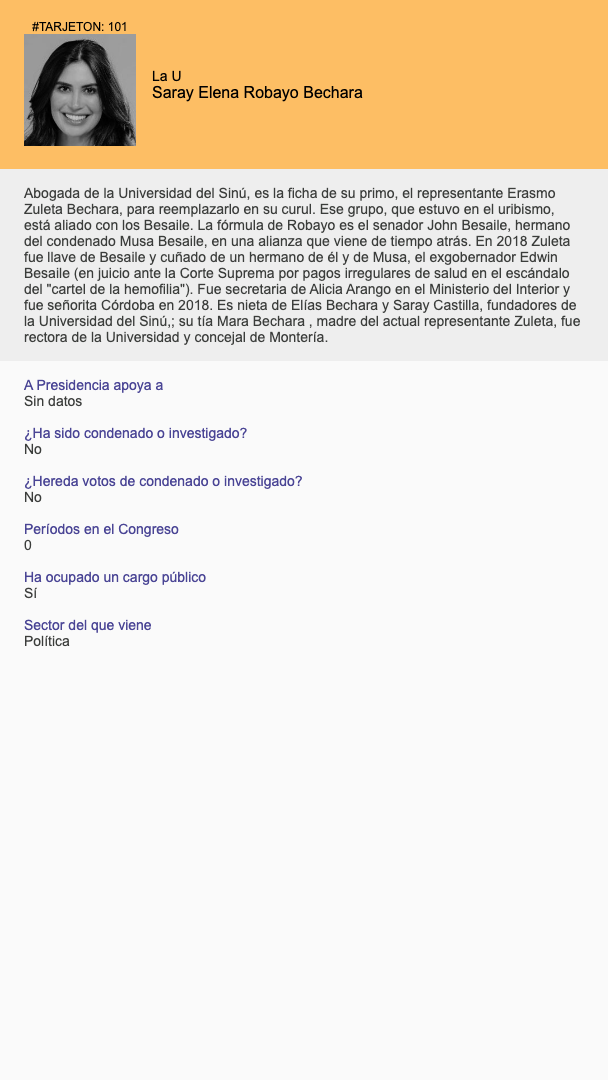 #TARJETON: 101
La U
Saray Elena Robayo Bechara
Abogada de la Universidad del Sinú, es la ficha de su primo, el representante Erasmo
Zuleta Bechara, para reemplazarlo en su curul. Ese grupo, que estuvo en el uribismo,
está aliado con los Besaile. La fórmula de Robayo es el senador John Besaile, hermano
del condenado Musa Besaile, en una alianza que viene de tiempo atrás. En 2018 Zuleta
fue llave de Besaile y cuñado de un hermano de él y de Musa, el exgobernador Edwin
Besaile (en juicio ante la Corte Suprema por pagos irregulares de salud en el escándalo
del "cartel de la hemofilia"). Fue secretaria de Alicia Arango en el Ministerio del Interior y
fue señorita Córdoba en 2018. Es nieta de Elías Bechara y Saray Castilla, fundadores de
la Universidad del Sinú,; su tía Mara Bechara , madre del actual representante Zuleta, fue
rectora de la Universidad y concejal de Montería.
A Presidencia apoya a
Sin datos
¿Ha sido condenado o investigado?
No
¿Hereda votos de condenado o investigado?
No
Períodos en el Congreso
0
Ha ocupado un cargo público
Sí
Sector del que viene
Política